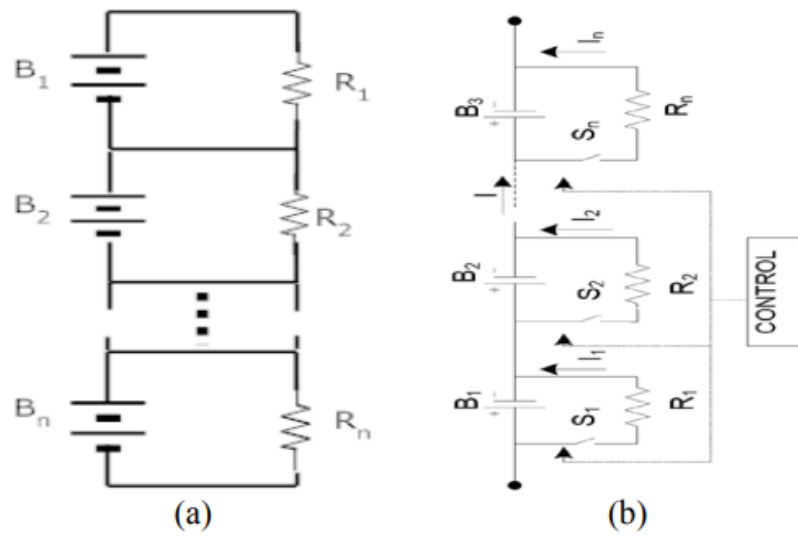 B1
R1
B2
R2
Bn
Rn
(a)
In
B3
Sn
Rn
I
I2
B2
S2
R2
CONTROL
I1
B1
S1
R1
(b)